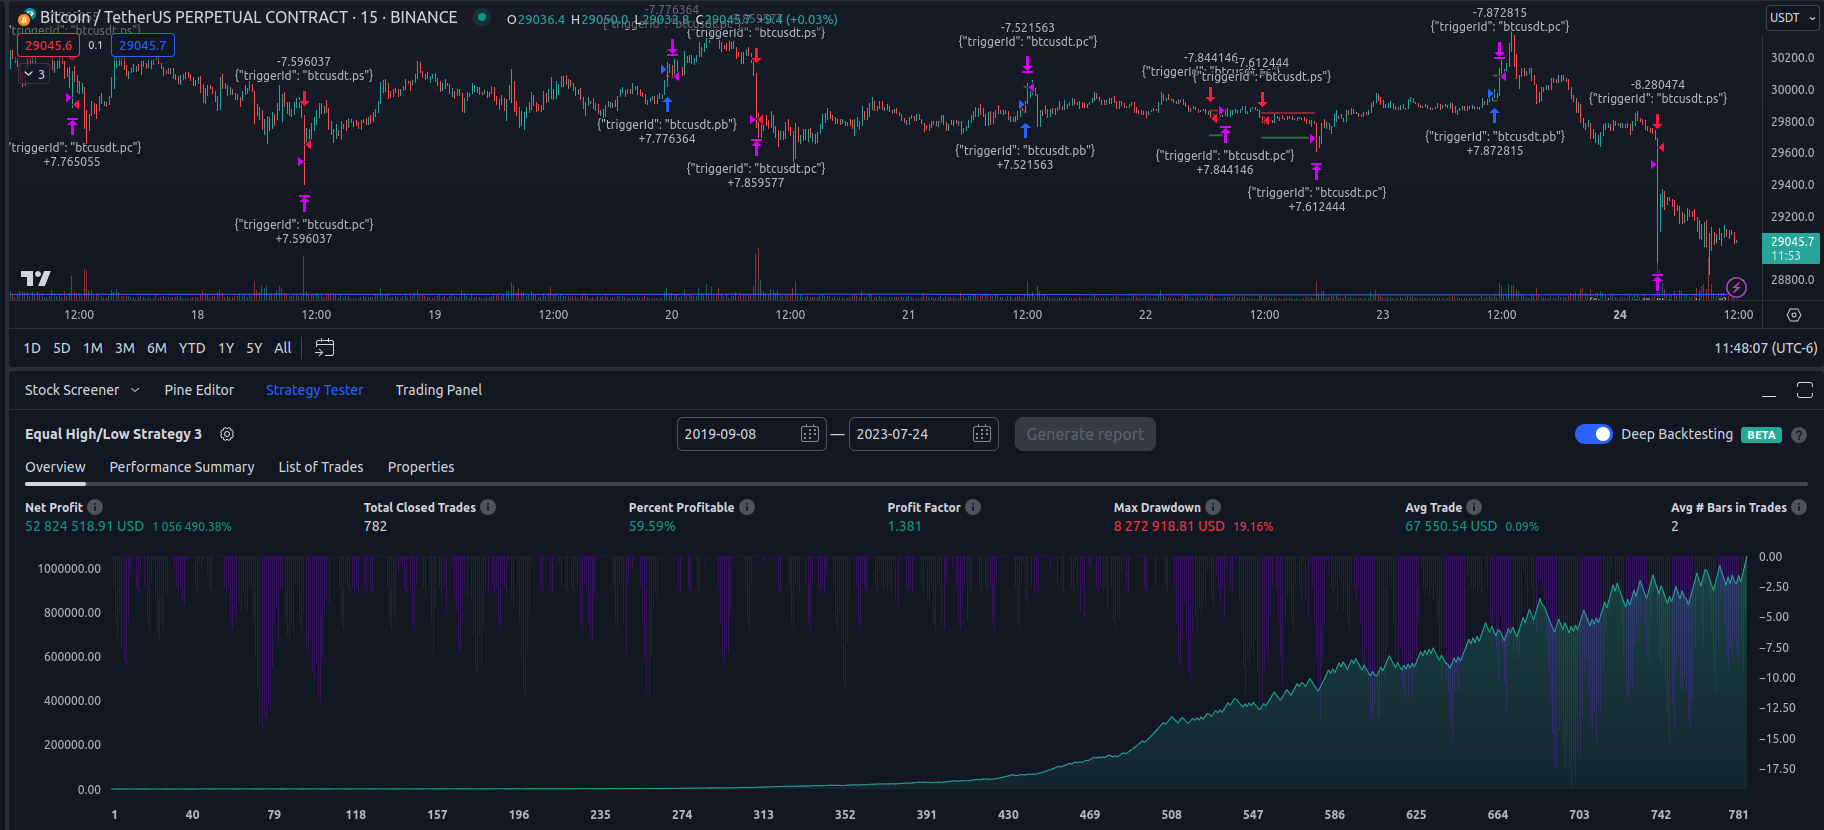 Bitcoin / TetherUS PERPETUAL CONTRACT · 15 · BINANCE
O29036.4 H29050.0 L29032.8 C29045.7 +9.4 (+0.03%)
USDT
29045.6 0.1 29045.7
3
-7.776364
{"triggerId": "btcusdt.ps"}
-7.596037
{"triggerId": "btcusdt.ps"}
-7.521563
{"triggerId": "btcusdt.pc"}
-7.844146
-7.612444
{"triggerId": "btcusdt.ps"}
-7.872815
{"triggerId": "btcusdt.pc"}
-8.280474
{"triggerId": "btcusdt.ps"}
{"triggerId": "btcusdt.pc"}
+7.765055
{"triggerId": "btcusdt.pc"}
+7.596037
{"triggerId": "btcusdt.pb"}
+7.776364
{"triggerId": "btcusdt.pc"}
+7.859577
{"triggerId": "btcusdt.pb"}
+7.521563
{"triggerId": "btcusdt.pc"}
+7.844146
{"triggerId": "btcusdt.pc"}
+7.612444
{"triggerId": "btcusdt.pb"}
+7.872815
30200.0
30000.0
29800.0
29600.0
29400.0
29200.0
29045.7
11:53
28800.0
12:00 18 12:00 19 12:00 20 12:00 21 12:00 22 12:00 23 12:00 24 12:00
1D 5D 1M 3M 6M YTD 1Y 5Y All
11:48:07 (UTC-6)
Stock Screener Pine Editor Strategy Tester Trading Panel
Equal High/Low Strategy 3
2019-09-08 — 2023-07-24 Generate report
Deep Backtesting BETA ?
Overview Performance Summary List of Trades Properties
Net Profit Total Closed Trades Percent Profitable Profit Factor Max Drawdown Avg Trade Avg # Bars in Trades
52 824 518.91 USD 1 056 490.38% 782 59.59% 1.381 8 272 918.81 USD 19.16% 67 550.54 USD 0.09% 2
1000000.00
800000.00
600000.00
400000.00
200000.00
0.00
0.00
−2.50
−5.00
−7.50
−10.00
−12.50
−15.00
−17.50
1 40 79 118 157 196 235 274 313 352 391 430 469 508 547 586 625 664 703 742 781